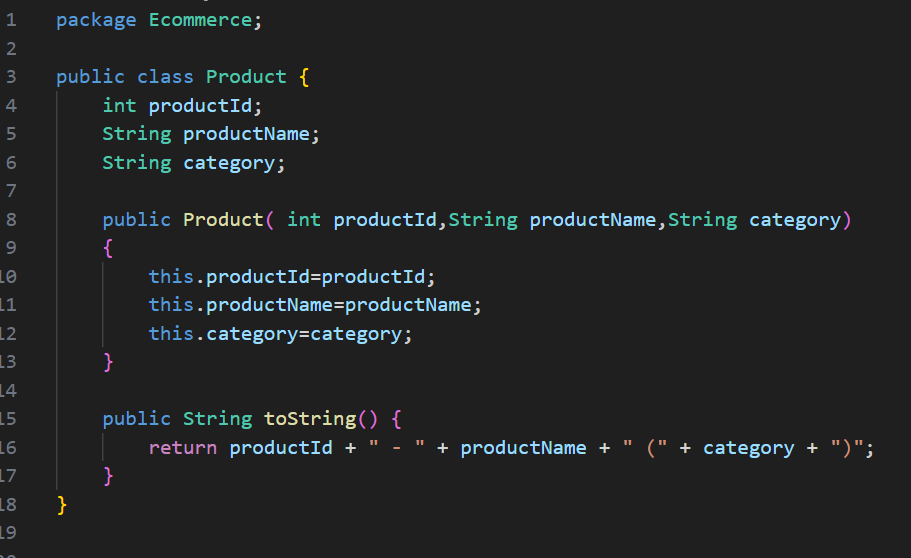 1 package Ecommerce;
2
3 public class Product {
4 int productId;
5 String productName;
6 String category;
7
8 public Product( int productId,String productName,String category)
9 {
10 this.productId=productId;
11 this.productName=productName;
12 this.category=category;
13 }
14
15 public String toString() {
16 return productId + " - " + productName + " (" + category + ")";
17 }
18 }
19